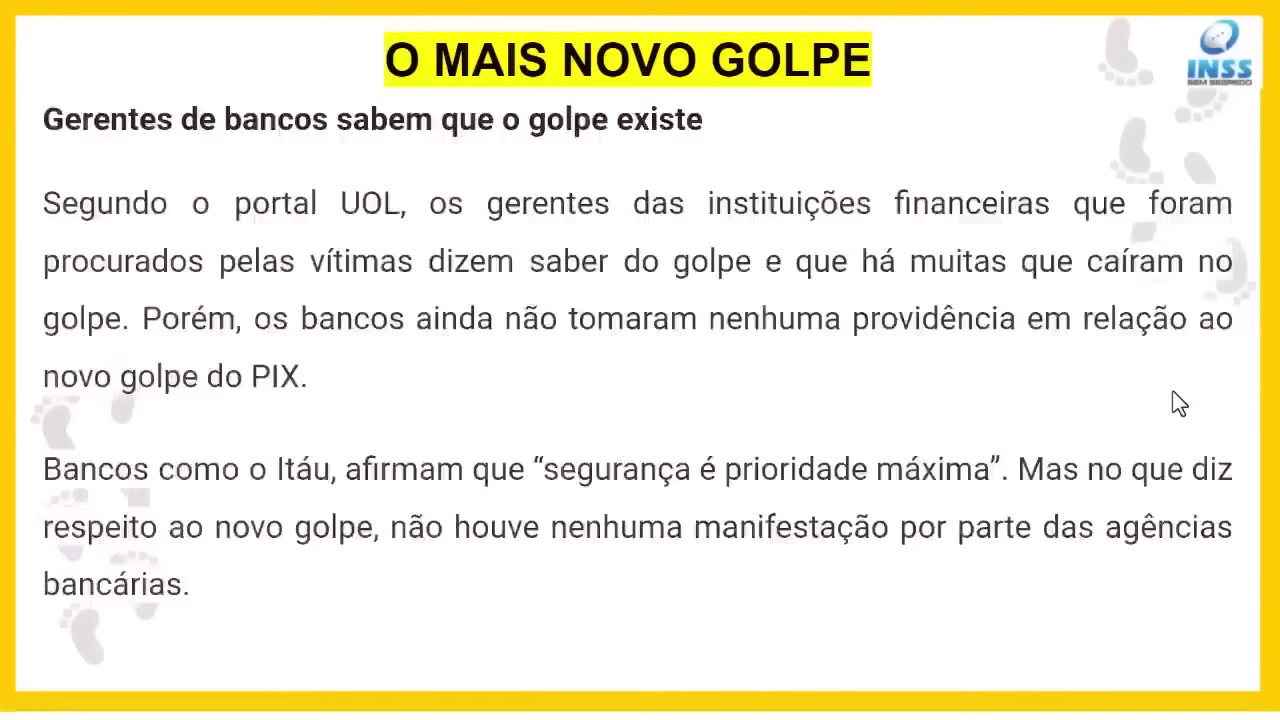 O MAIS NOVO GOLPE
INSS
SEM SEGREDO
Gerentes de bancos sabem que o golpe existe
Segundo o portal UOL, os gerentes das instituições financeiras que foram
procurados pelas vítimas dizem saber do golpe e que há muitas que caíram no
golpe. Porém, os bancos ainda não tomaram nenhuma providência em relação ao
novo golpe do PIX.
Bancos como o Itáu, afirmam que “segurança é prioridade máxima”. Mas no que diz
respeito ao novo golpe, não houve nenhuma manifestação por parte das agências
bancárias.